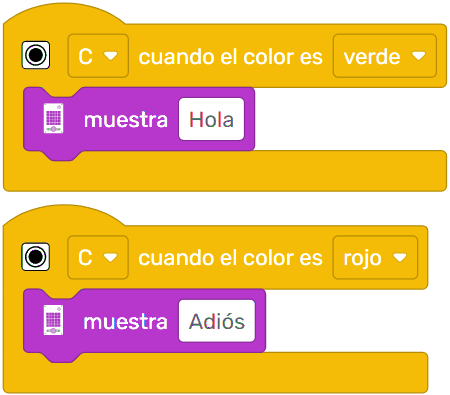 C cuando el color es verde
muestra Hola
C cuando el color es rojo
muestra Adiós